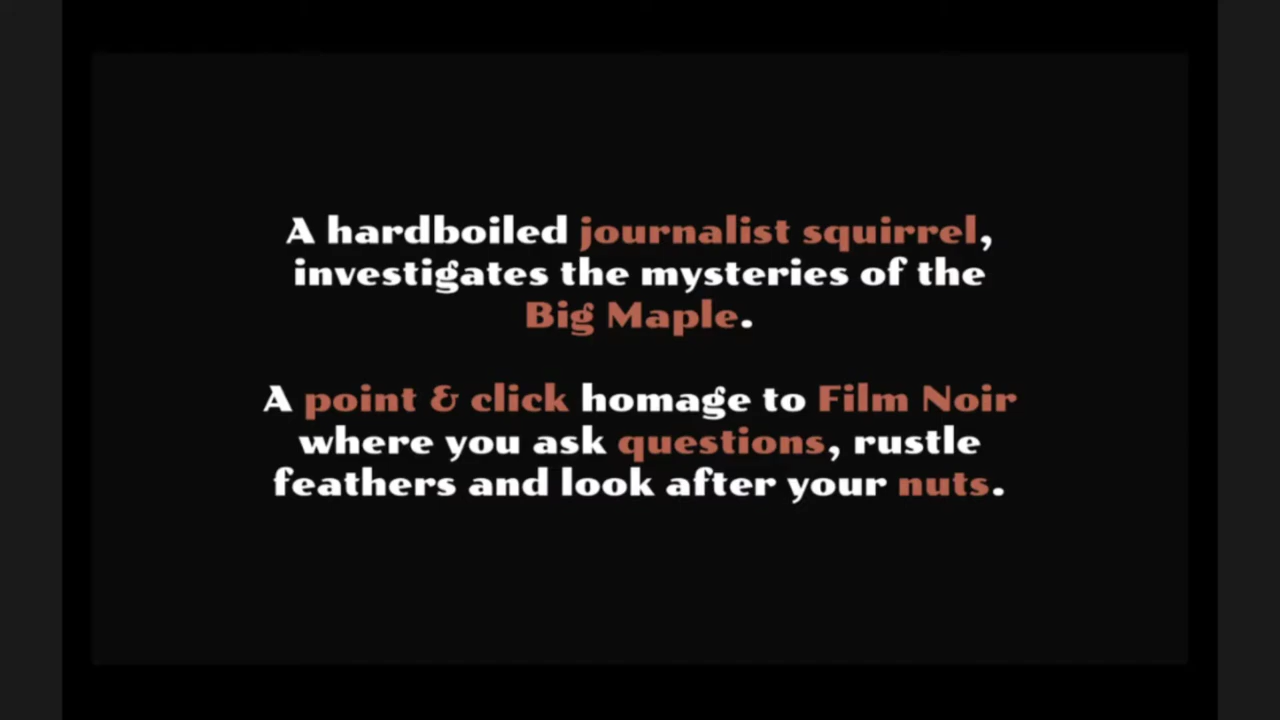 A hardboiled journalist squirrel,
investigates the mysteries of the
Big Maple.
A point & click homage to Film Noir
where you ask questions, rustle
feathers and look after your nuts.